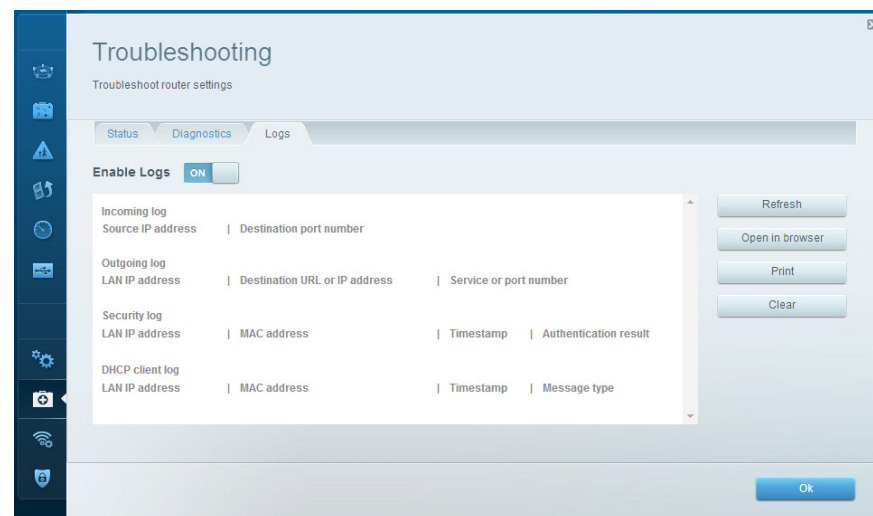 Troubleshooting
Troubleshoot router settings
Status Diagnostics Logs
Enable Logs ON
Incoming log
Source IP address | Destination port number
Outgoing log
LAN IP address | Destination URL or IP address | Service or port number
Security log
LAN IP address | MAC address | Timestamp | Authentication result
DHCP client log
LAN IP address | MAC address | Timestamp | Message type
Refresh
Open in browser
Print
Clear
Ok